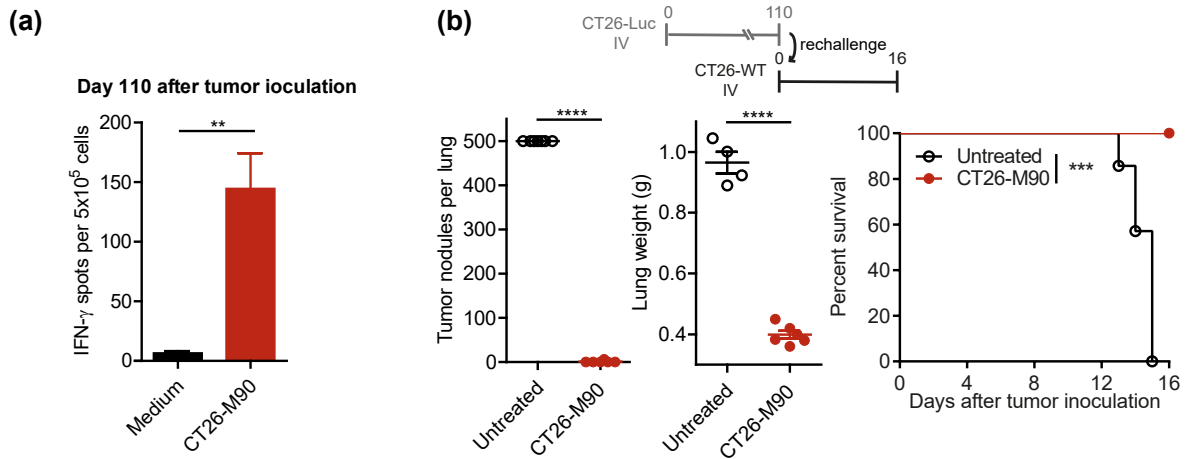 (a)
Day 110 after tumor inoculation
IFN-γ spots per 5x10⁵ cells
200
150
100
50
0
**
Medium
CT26-M90
(b)
CT26-Luc
IV
0
110
rechallenge
CT26-WT
IV
0
16
Tumor nodules per lung
500
400
300
200
100
0
****
Untreated
CT26-M90
Lung weight (g)
1.0
0.8
0.6
0.4
****
Untreated
CT26-M90
Percent survival
100
80
60
40
20
0
Untreated
CT26-M90
***
0
4
8
12
16
Days after tumor inoculation